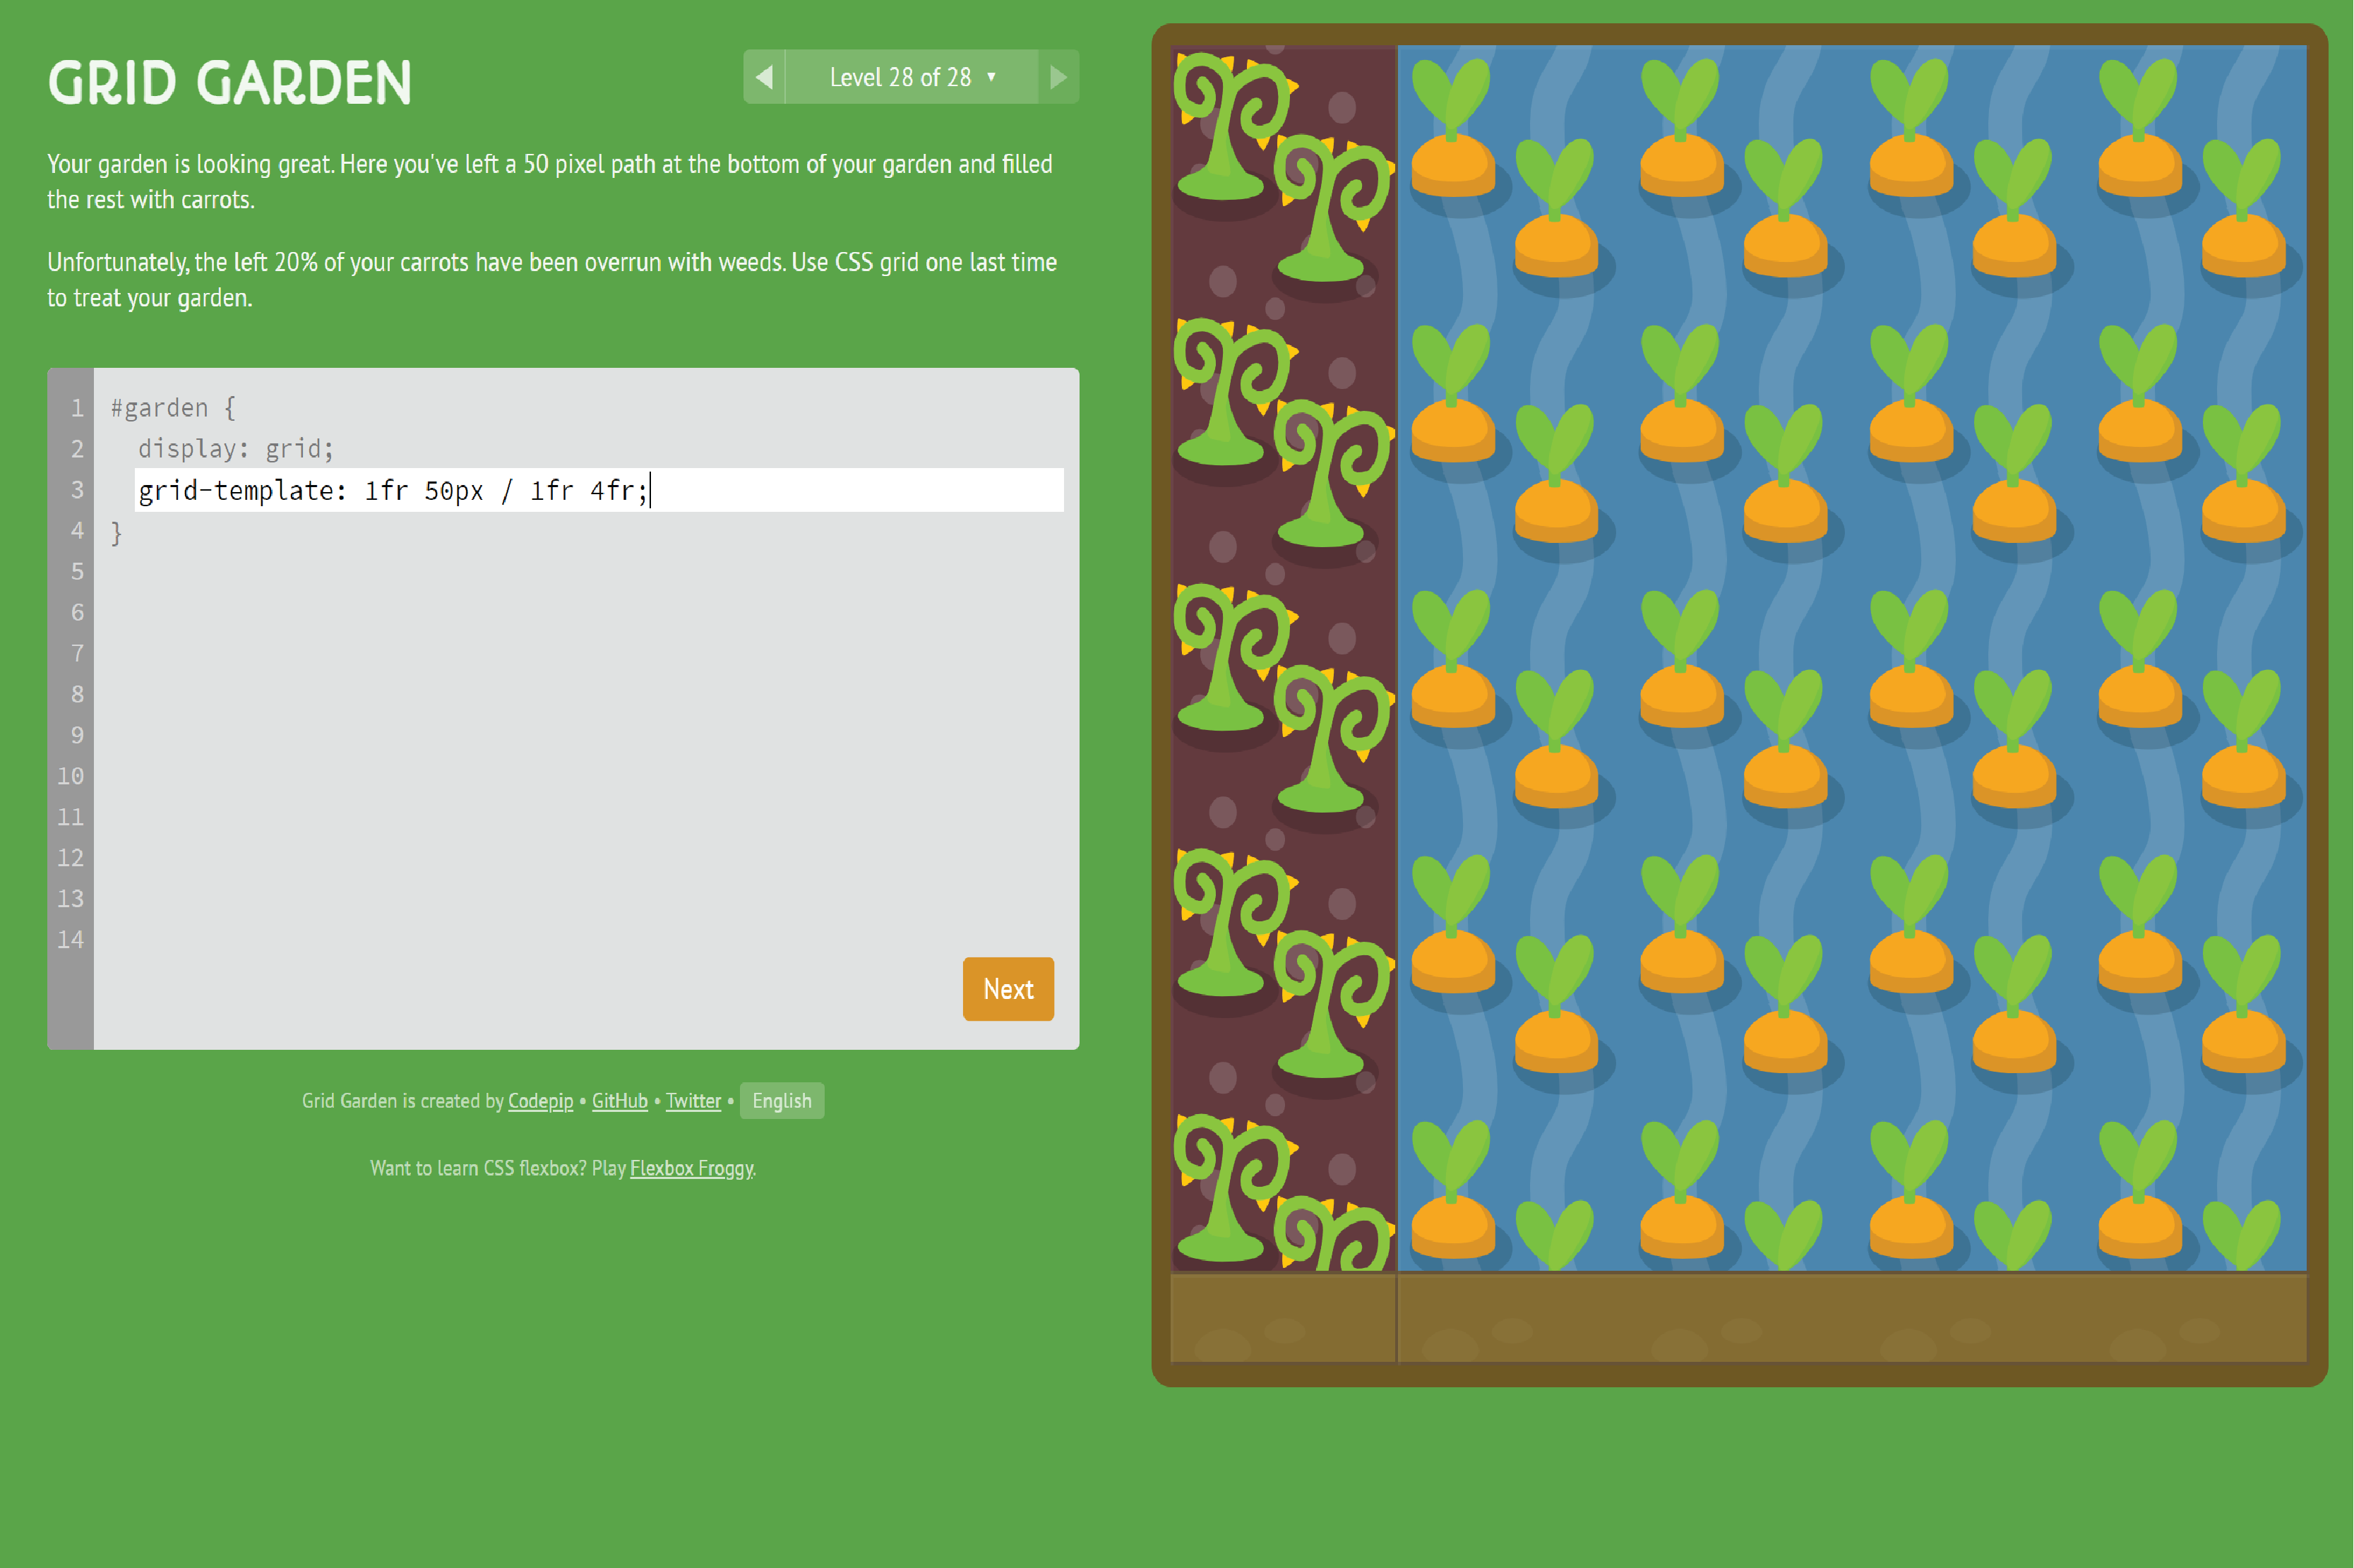 GRID GARDEN
◀ Level 28 of 28 ▼ ▶
Your garden is looking great. Here you've left a 50 pixel path at the bottom of your garden and filled
the rest with carrots.
Unfortunately, the left 20% of your carrots have been overrun with weeds. Use CSS grid one last time
to treat your garden.
1 #garden {
2 display: grid;
3 grid-template: 1fr 50px / 1fr 4fr;
4 }
5
6
7
8
9
10
11
12
13
14
Next
Grid Garden is created by Codepip • GitHub • Twitter • English
Want to learn CSS flexbox? Play Flexbox Froggy.